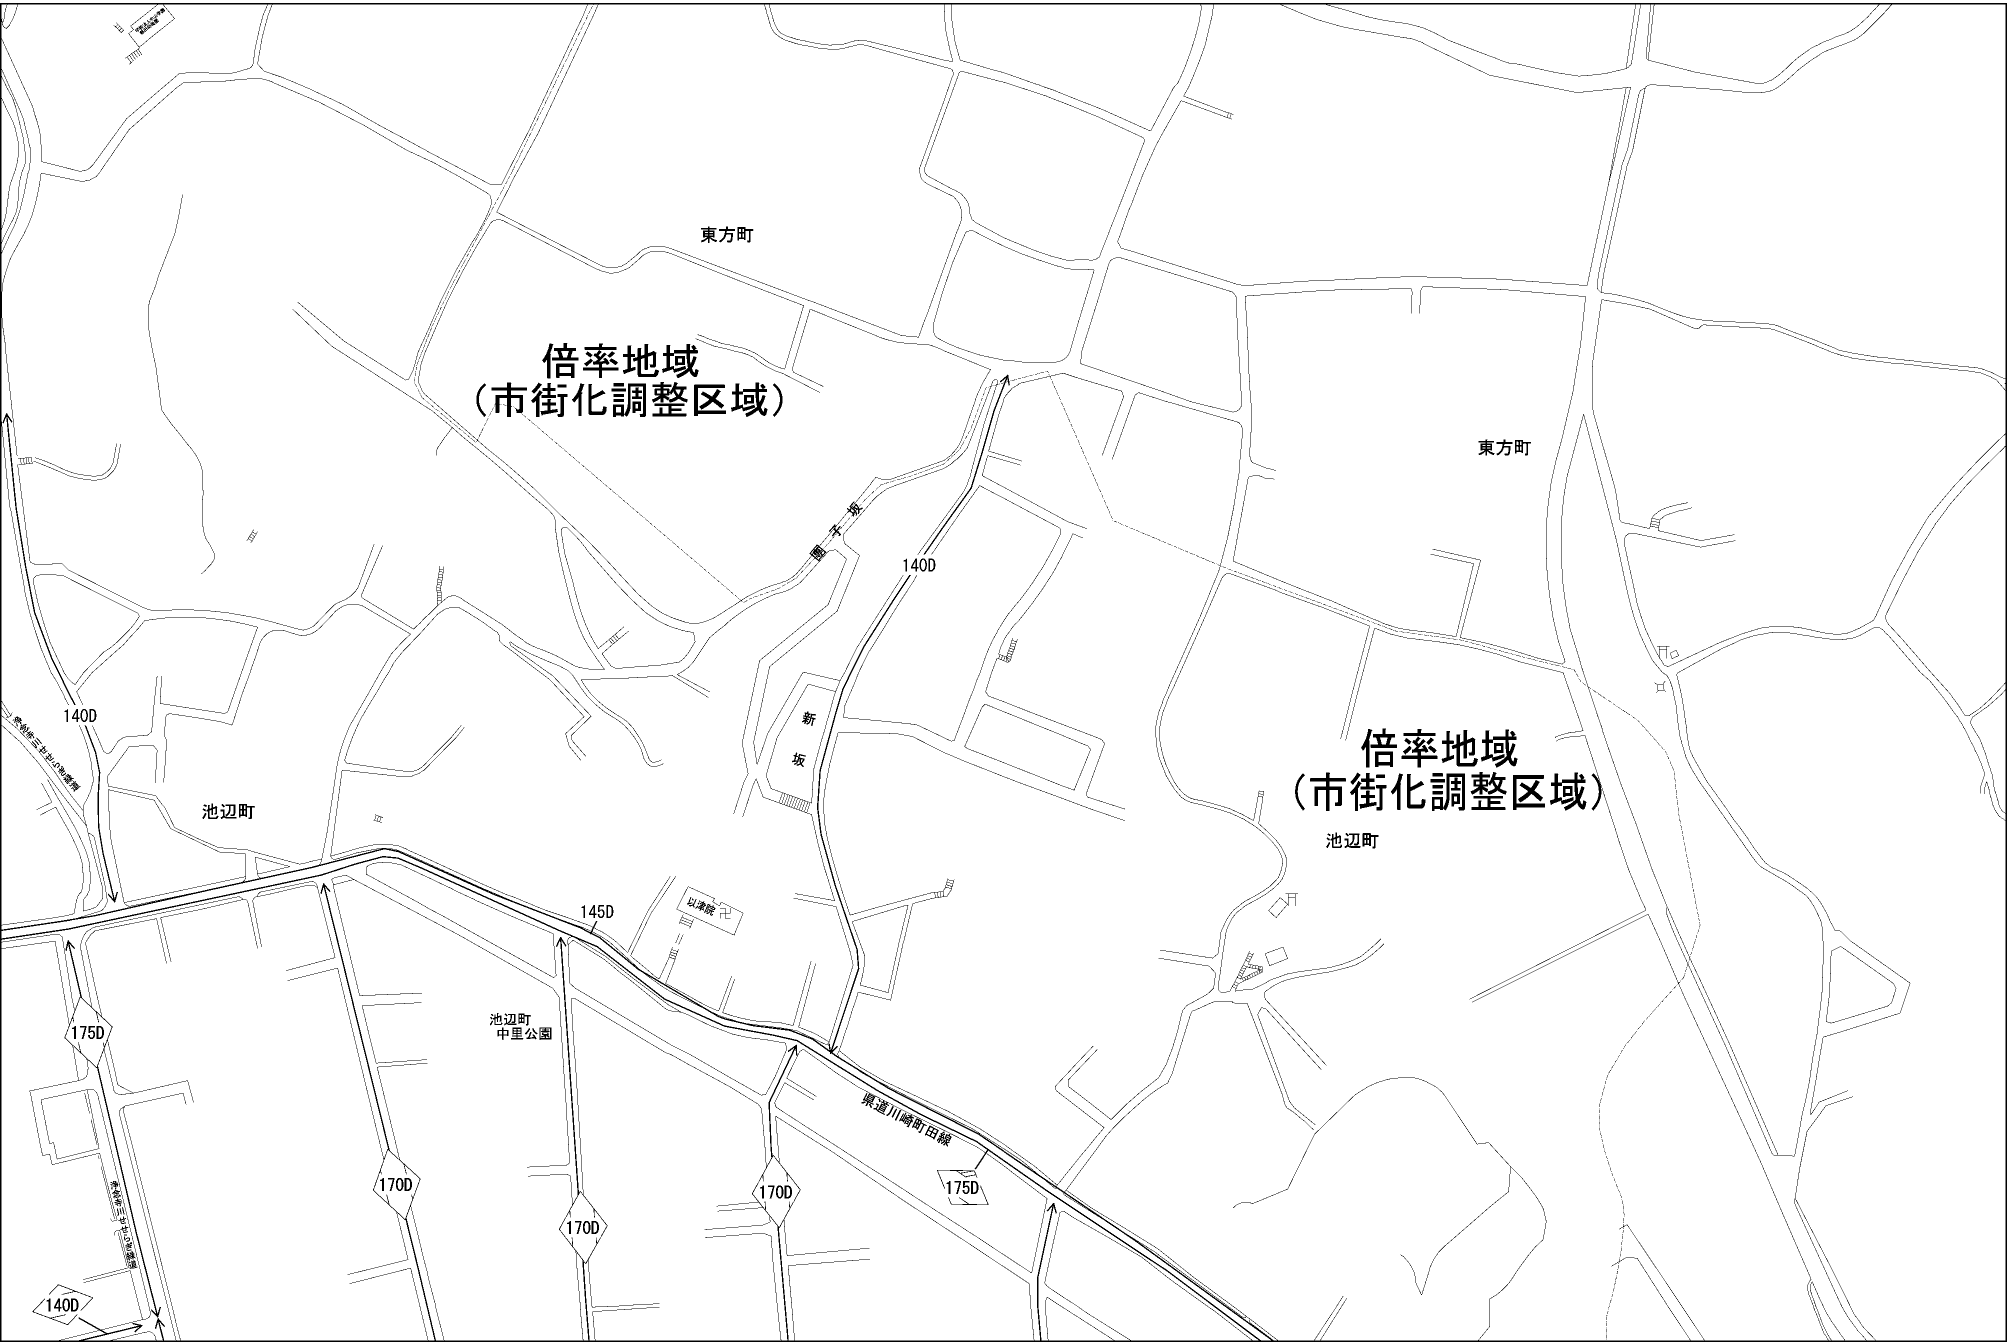 東方町
倍率地域
(市街化調整区域)
東方町
団子坂
140D
140D
新坂
倍率地域
(市街化調整区域)
池辺町
池辺町
以津院
145D
池辺町
中里公園
175D
県道川崎町田線
170D
170D
170D
175D
140D